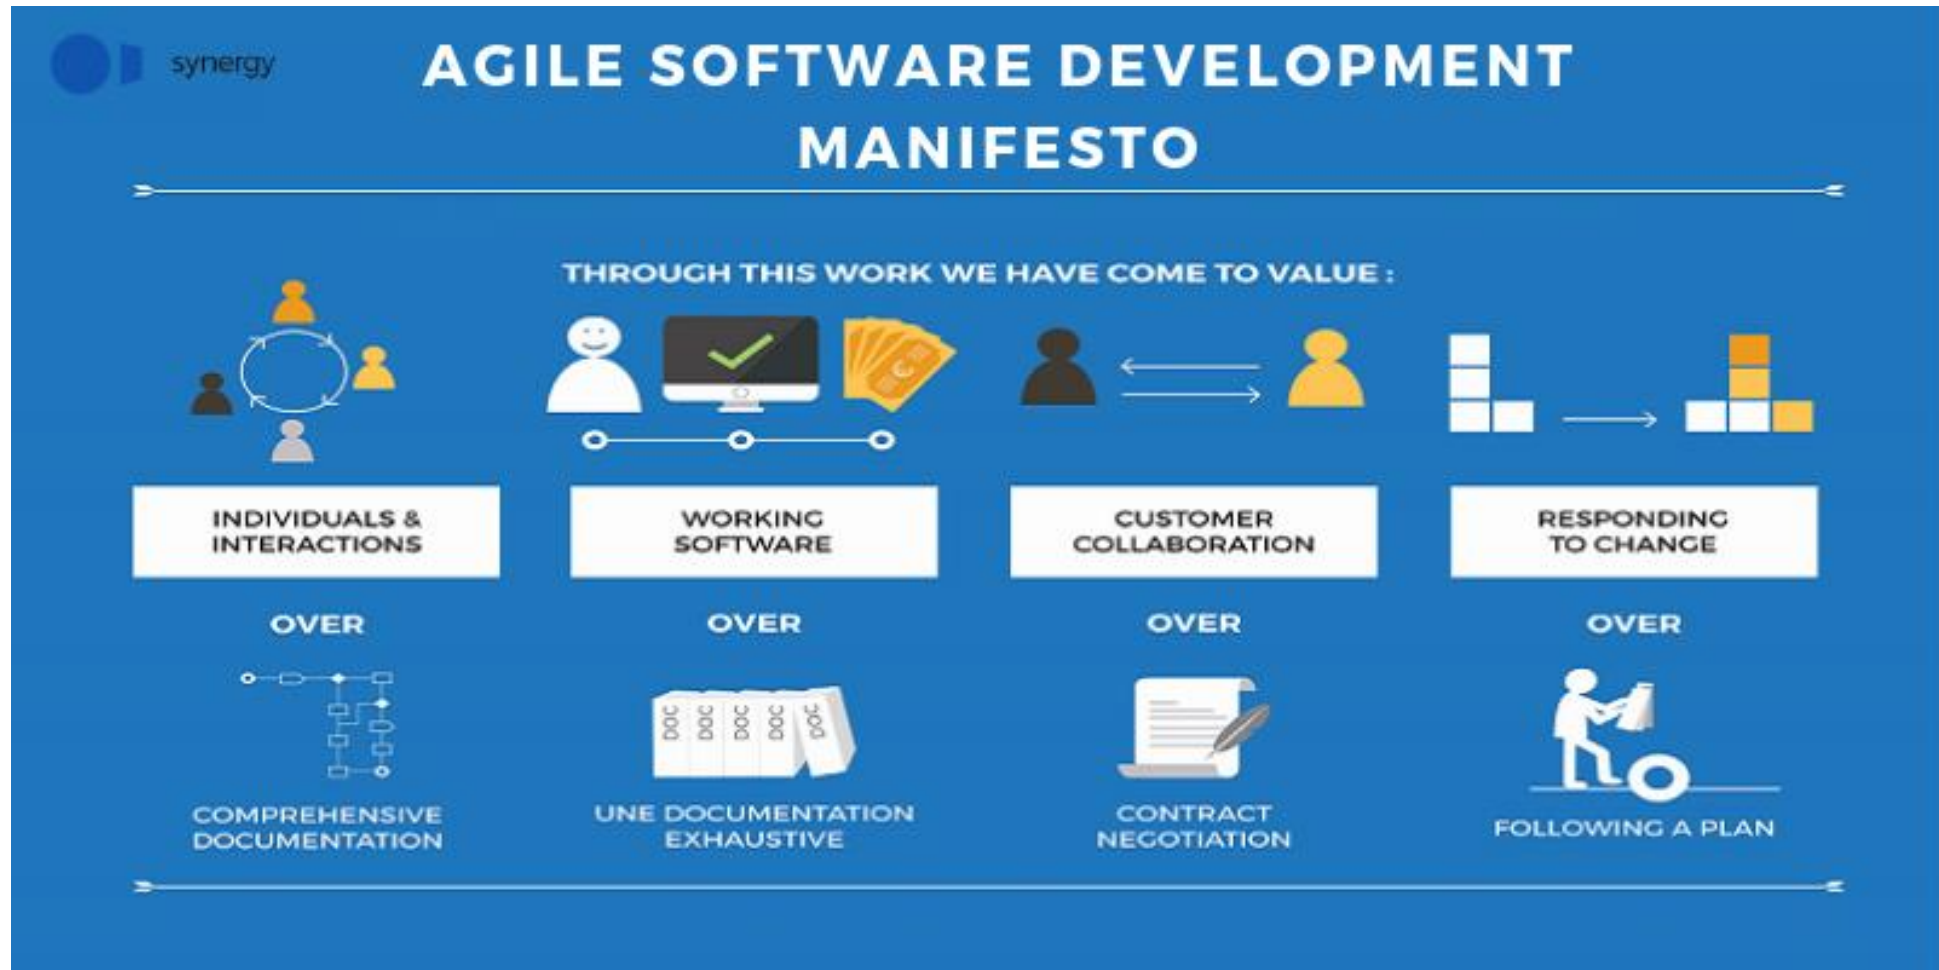 synergy
AGILE SOFTWARE DEVELOPMENT
MANIFESTO
THROUGH THIS WORK WE HAVE COME TO VALUE :
INDIVIDUALS &
INTERACTIONS
WORKING
SOFTWARE
CUSTOMER
COLLABORATION
RESPONDING
TO CHANGE
OVER
OVER
OVER
OVER
DOC
DOC
DOC
DOC
DOC
COMPREHENSIVE
DOCUMENTATION
UNE DOCUMENTATION
EXHAUSTIVE
CONTRACT
NEGOTIATION
FOLLOWING A PLAN